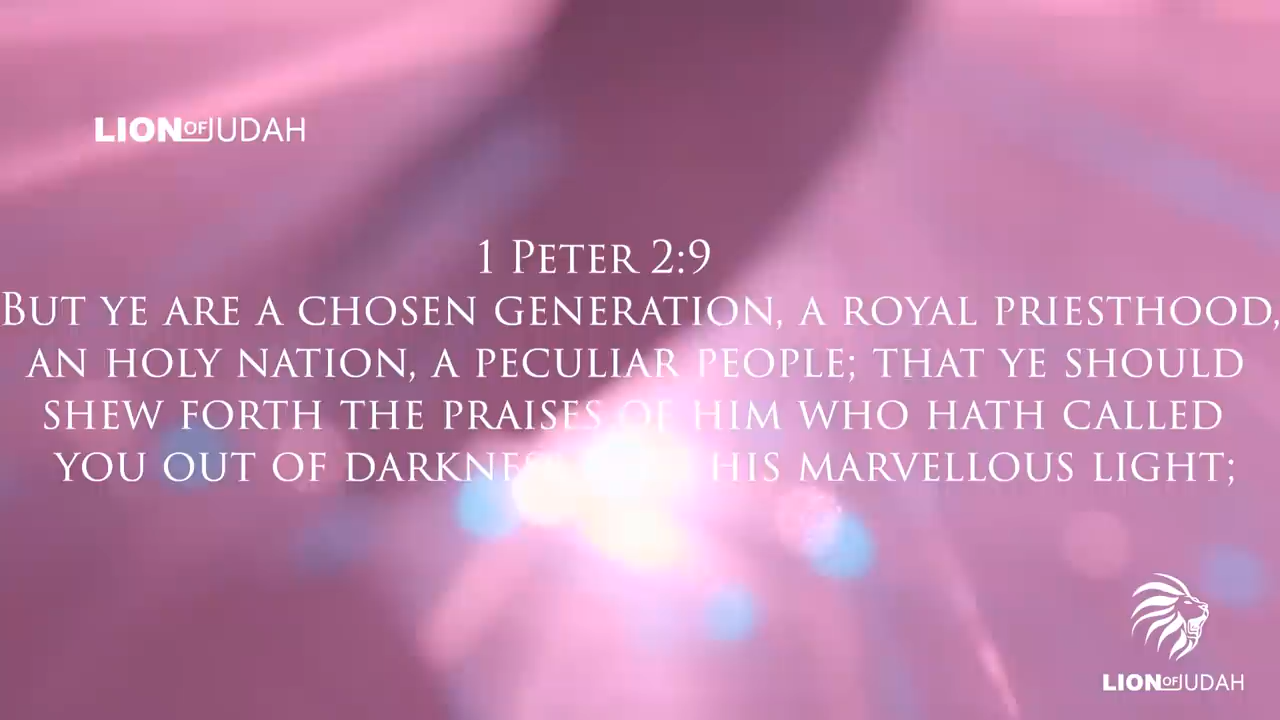 LION OF JUDAH
1 Peter 2:9
But ye are a chosen generation, a royal priesthood,
an holy nation, a peculiar people; that ye should
shew forth the praises of him who hath called
you out of darkness his marvellous light;
LION OF JUDAH